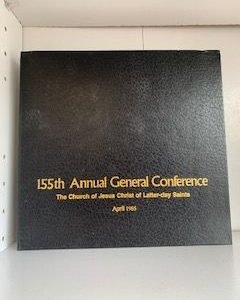 155th Annual General Conference
The Church of Jesus Christ of Latter-day Saints
April 1985